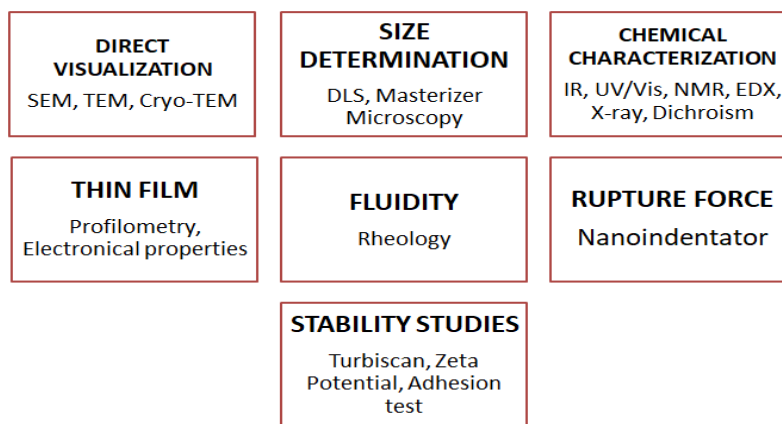 DIRECT
VISUALIZATION
SEM, TEM, Cryo-TEM
SIZE
DETERMINATION
DLS, Masterizer
Microscopy
CHEMICAL
CHARACTERIZATION
IR, UV/Vis, NMR, EDX,
X-ray, Dichroism
THIN FILM
Profilometry,
Electronical properties
FLUIDITY
Rheology
RUPTURE FORCE
Nanoindentator
STABILITY STUDIES
Turbiscan, Zeta
Potential, Adhesion
test